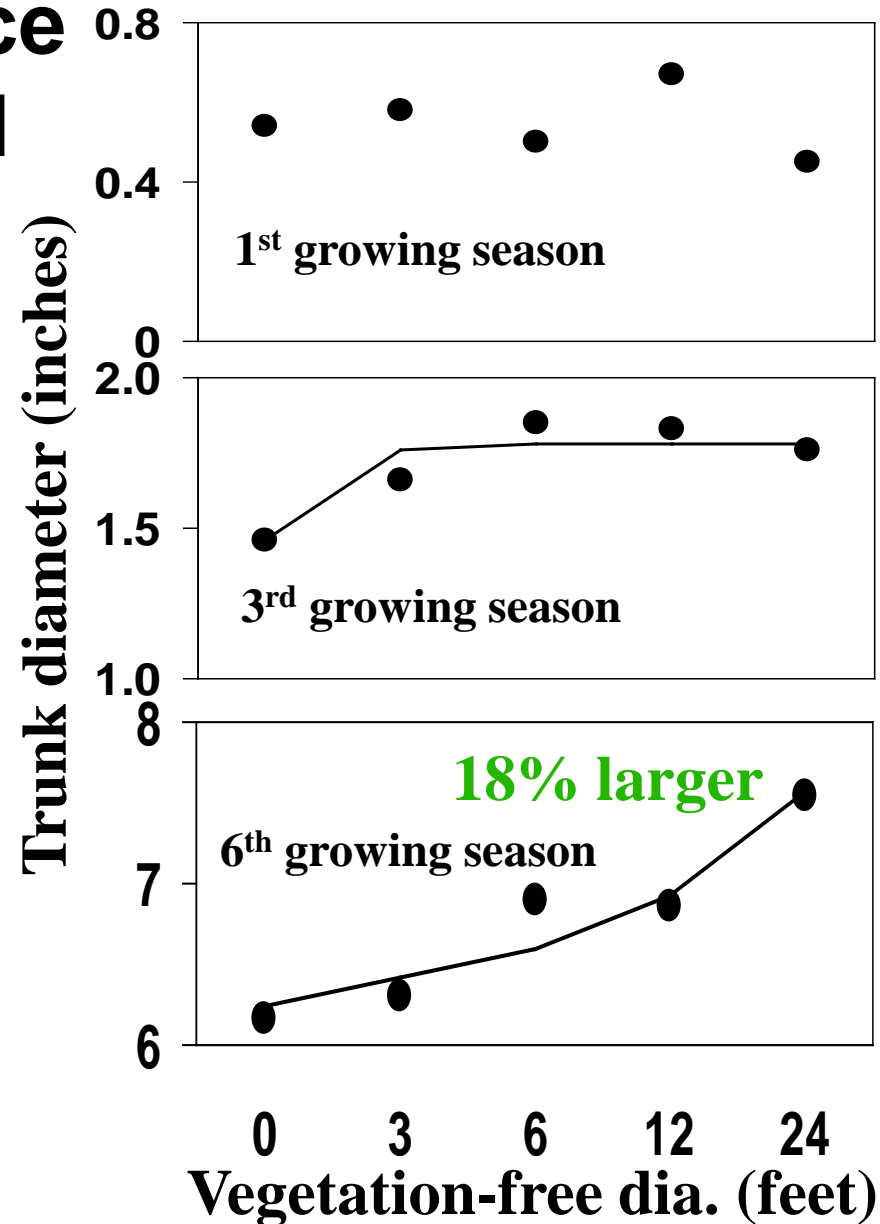 0.8
0.4
1st growing season
0
2.0
1.5
3rd growing season
1.0
8
18% larger
6th growing season
7
6
Trunk diameter (inches)
0 3 6 12 24
Vegetation-free dia. (feet)